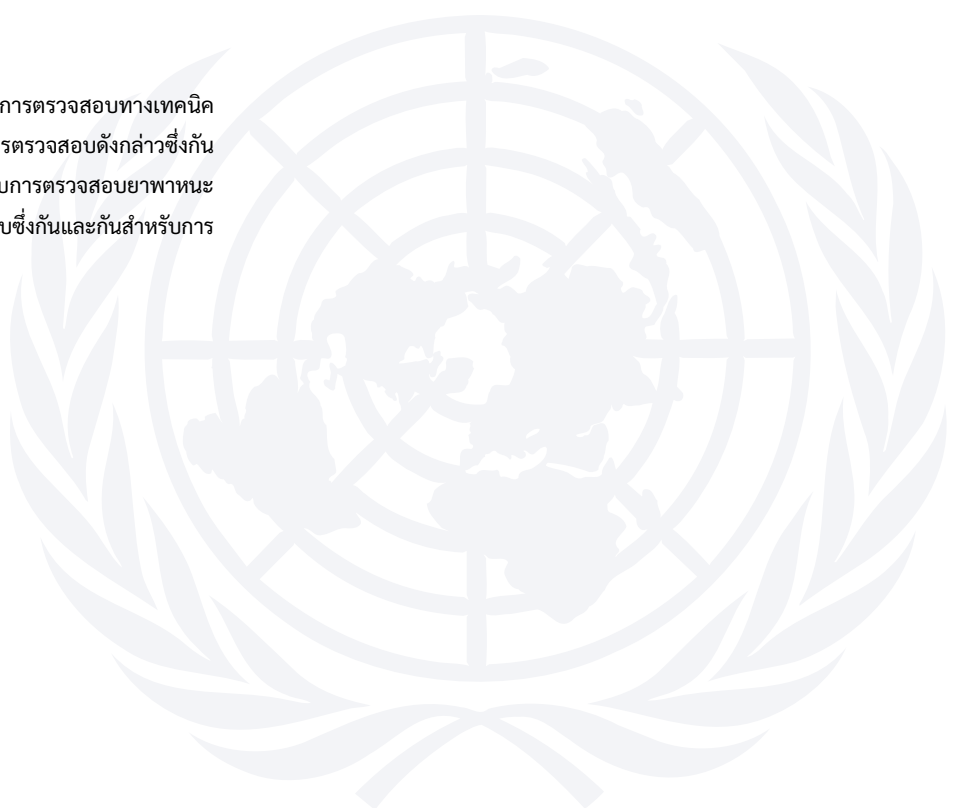 การตรวจสอบทางเทคนิค
รตรวจสอบดังกล่าวซึ่งกัน
บการตรวจสอบยาพาหนะ
บซึ่งกันและกันสำหรับการ